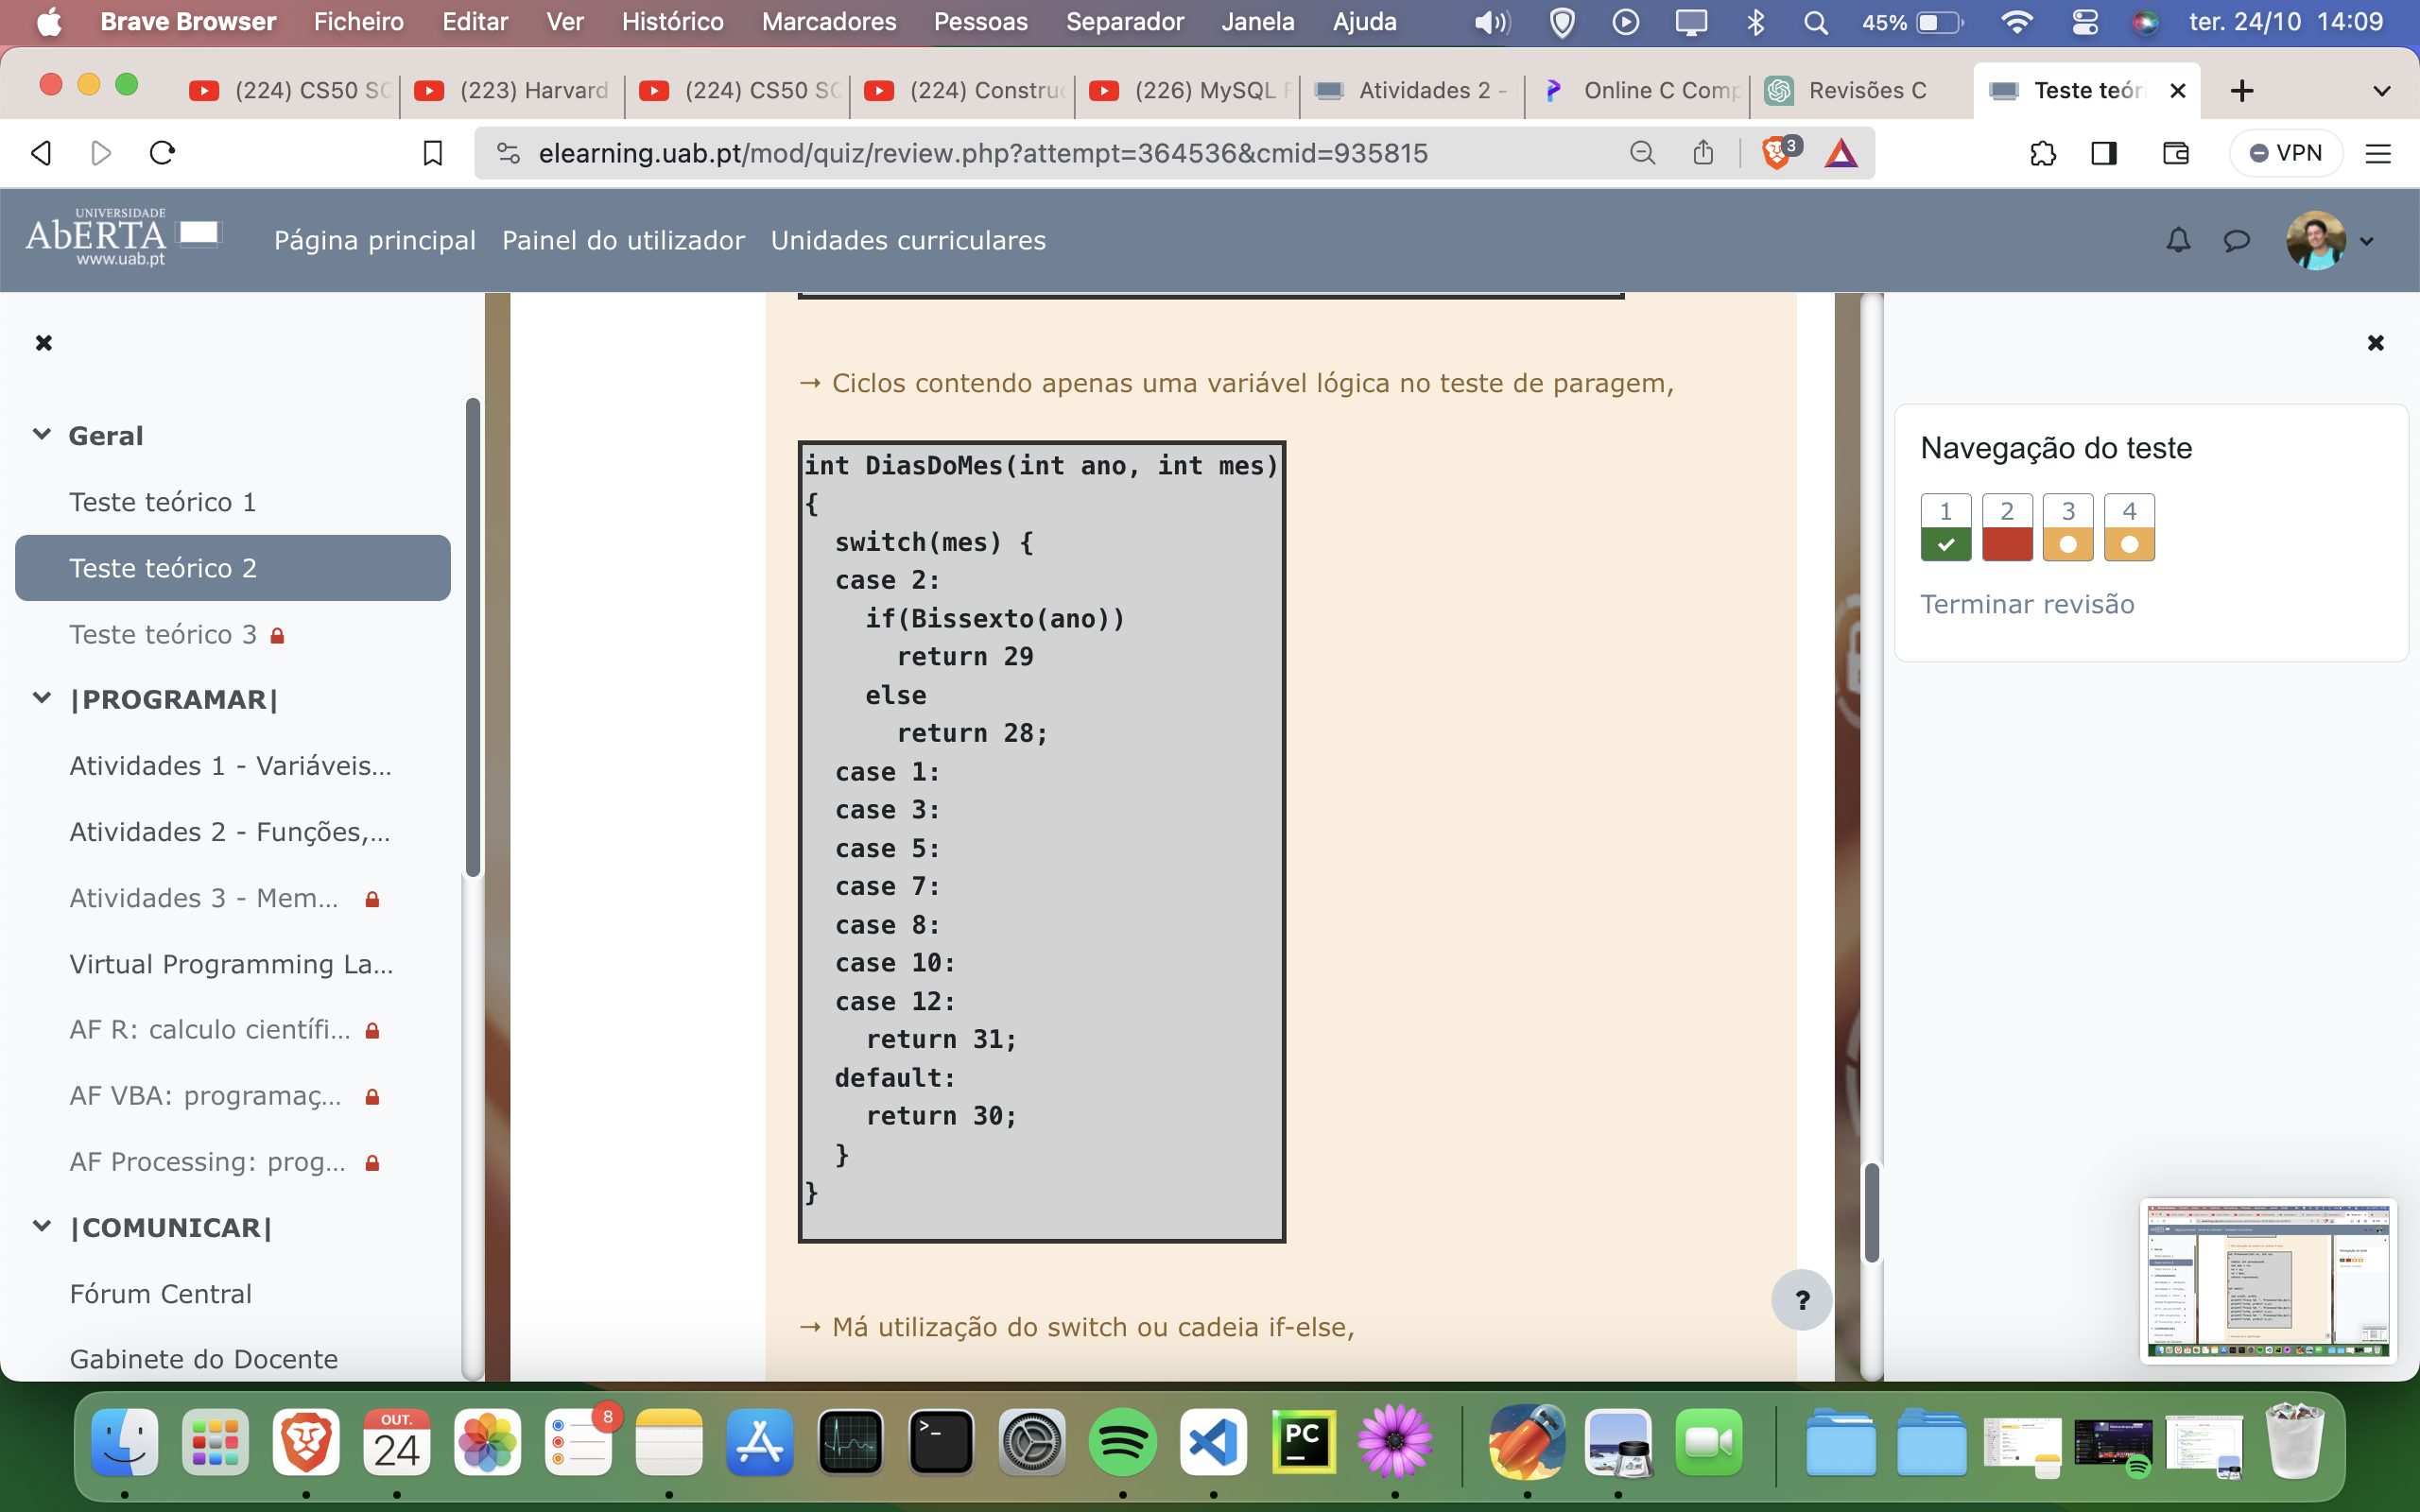 Brave Browser Ficheiro Editar Ver Histórico Marcadores Pessoas Separador Janela Ajuda 45% ter. 24/10 14:09
(224) CS50 SQ (223) Harvard (224) CS50 SQ (224) Construc (226) MySQL Atividades 2 - Online C Comp Revisões C Teste teóri
elearning.uab.pt/mod/quiz/review.php?attempt=364536&cmid=935815 3 VPN
UNIVERSIDADE
AbERTA
www.uab.pt
Página principal Painel do utilizador Unidades curriculares
Geral
Teste teórico 1
Teste teórico 2
Teste teórico 3
|PROGRAMAR|
Atividades 1 - Variáveis...
Atividades 2 - Funções,...
Atividades 3 - Mem...
Virtual Programming La...
AF R: calculo científi...
AF VBA: programaç...
AF Processing: prog...
|COMUNICAR|
Fórum Central
Gabinete do Docente
→ Ciclos contendo apenas uma variável lógica no teste de paragem,
int DiasDoMes(int ano, int mes)
{
switch(mes) {
case 2:
if(Bissexto(ano))
return 29
else
return 28;
case 1:
case 3:
case 5:
case 7:
case 8:
case 10:
case 12:
return 31;
default:
return 30;
}
}
→ Má utilização do switch ou cadeia if-else,
?
Navegação do teste
1 2 3 4
Terminar revisão
OUT.
24
8
PC